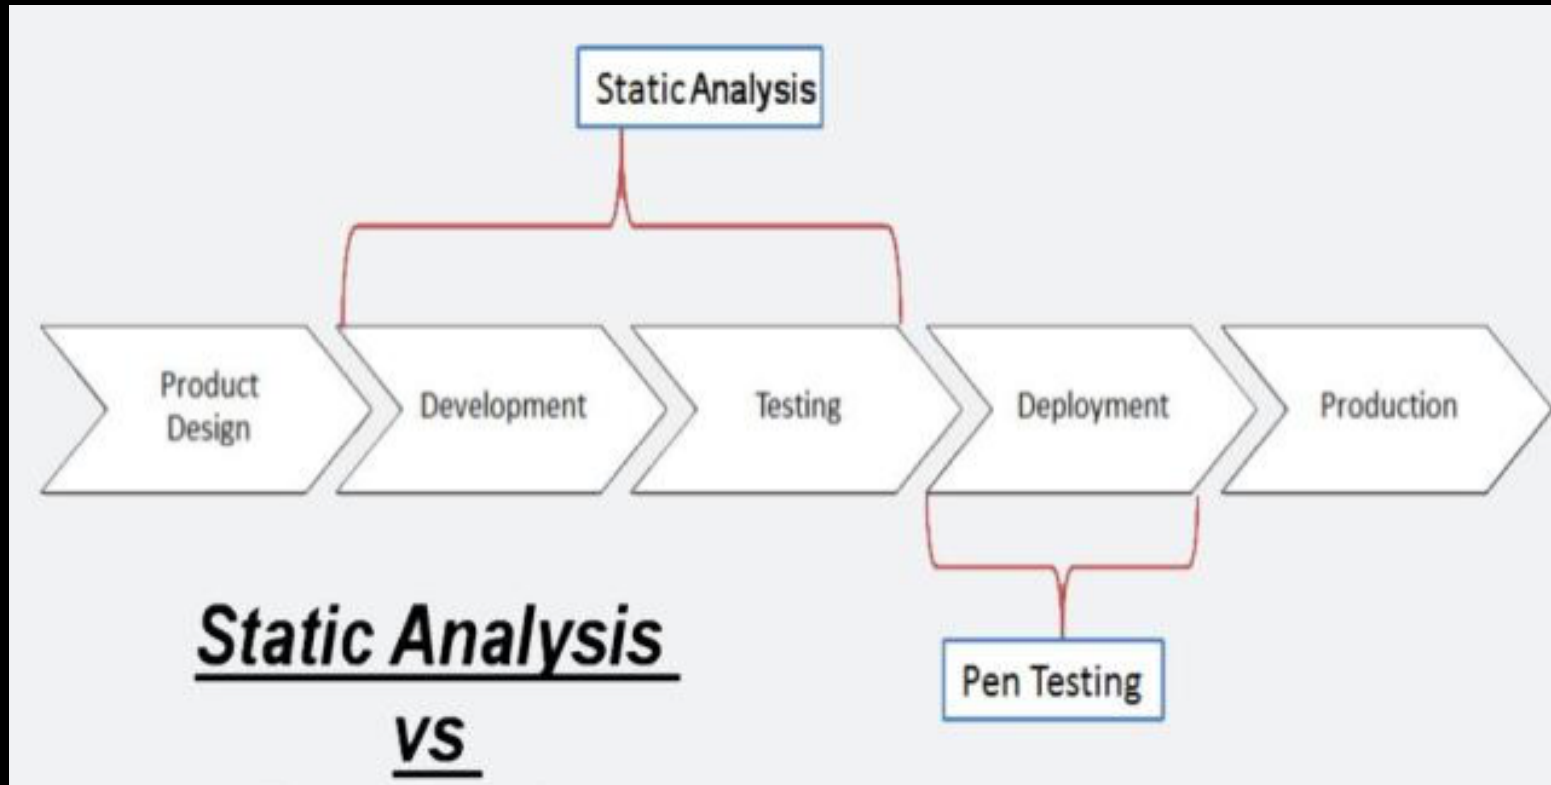 Static Analysis
Product
Design
Development
Testing
Deployment
Production
Static Analysis
vs
Pen Testing